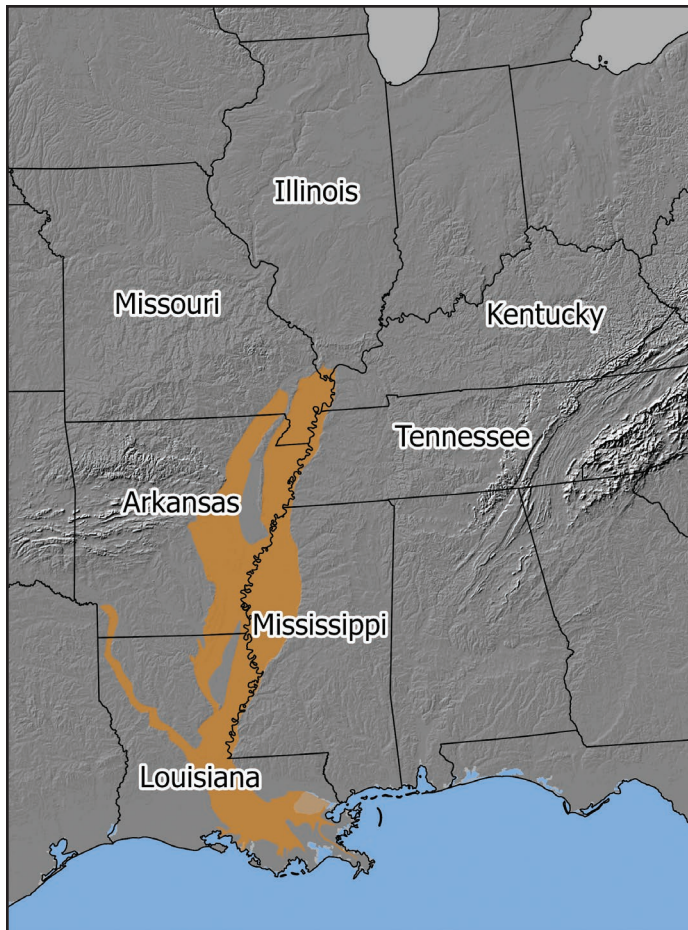 Illinois
Missouri
Kentucky
Tennessee
Arkansas
Mississippi
Louisiana